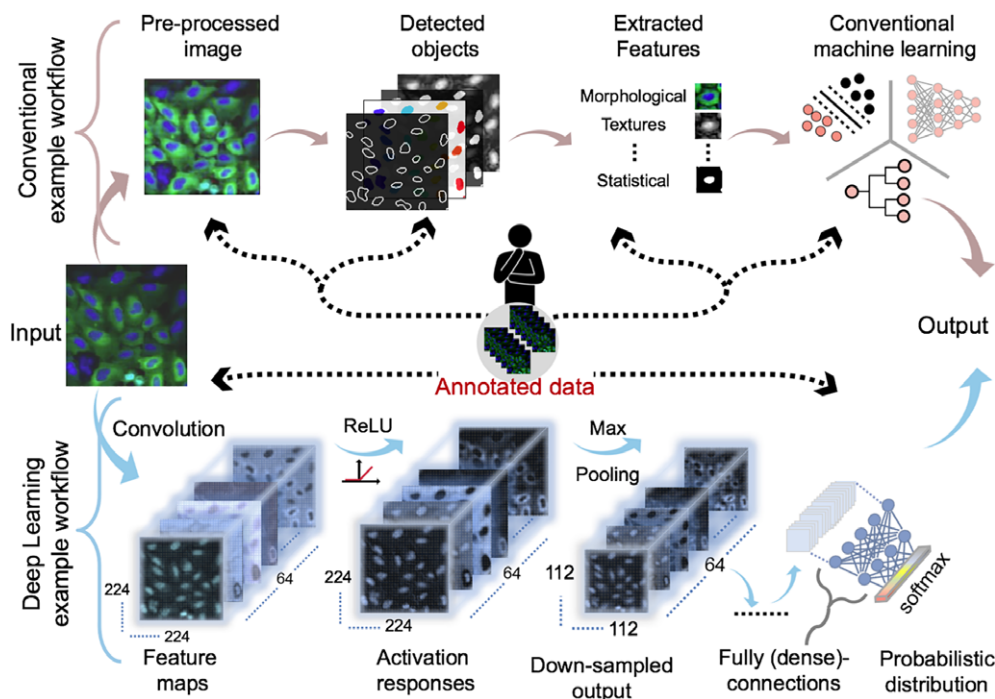 Conventional
example workflow
Pre-processed
image
Detected
objects
Extracted
Features
Conventional
machine learning
Morphological
Textures
Statistical
Input
Annotated data
Output
Deep Learning
example workflow
Convolution
ReLU
Max
Pooling
224
224
64
224
224
64
112
112
64
softmax
Feature
maps
Activation
responses
Down-sampled
output
Fully (dense)-
connections
Probabilistic
distribution